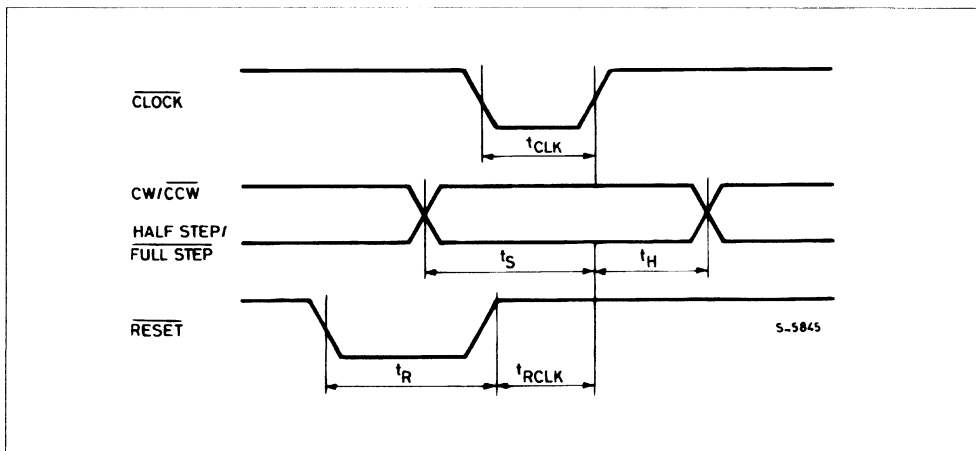 CLOCK
tCLK
CW/CCW
HALF STEP/
FULL STEP
tS
tH
RESET
S-5845
tR
tRCLK